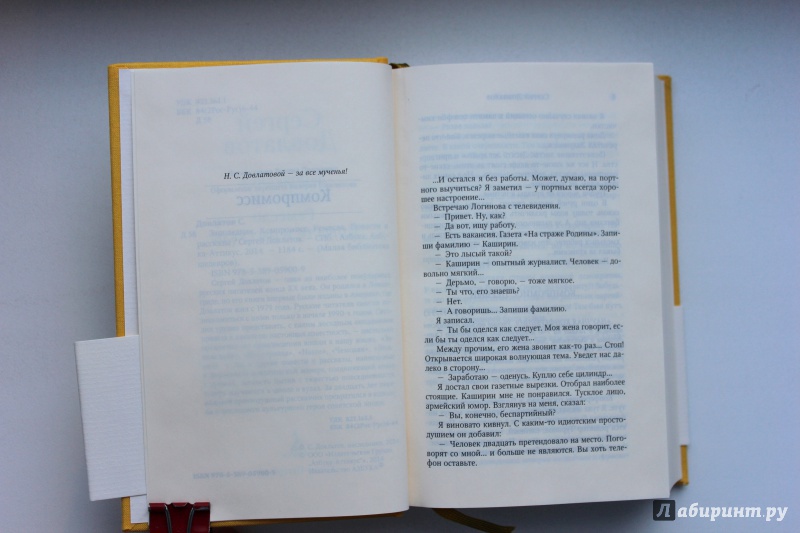 Н. С. Довлатовой — за все мученья!
...И остался я без работы. Может, думаю, на порт-
ного выучиться? Я заметил — у портных всегда хоро-
шее настроение...
Встречаю Логинова с телевидения.
— Привет. Ну, как?
— Да вот, ищу работу.
— Есть вакансия. Газета «На страже Родины». Запи-
ши фамилию — Каширин.
— Это лысый такой?
— Каширин — опытный журналист. Человек — до-
вольно мягкий...
— Дерьмо, — говорю, — тоже мягкое.
— Ты что, его знаешь?
— Нет.
— А говоришь... Запиши фамилию.
Я записал.
— Ты бы оделся как следует. Моя жена говорит, ес-
ли бы ты оделся как следует...
Между прочим, его жена звонит как-то раз... Стоп!
Открывается широкая волнующая тема. Уведет нас да-
леко в сторону...
— Заработаю — оденусь. Куплю себе цилиндр...
Я достал свои газетные вырезки. Отобрал наиболее
стоящие. Каширин мне не понравился. Тусклое лицо,
армейский юмор. Взглянув на меня, сказал:
— Вы, конечно, беспартийный?
Я виновато кивнул. С каким-то идиотским просто-
душием он добавил:
— Человек двадцать претендовало на место. Пого-
ворят со мной... и больше не являются. Вы хоть теле-
фон оставьте.
Лабиринт.ру